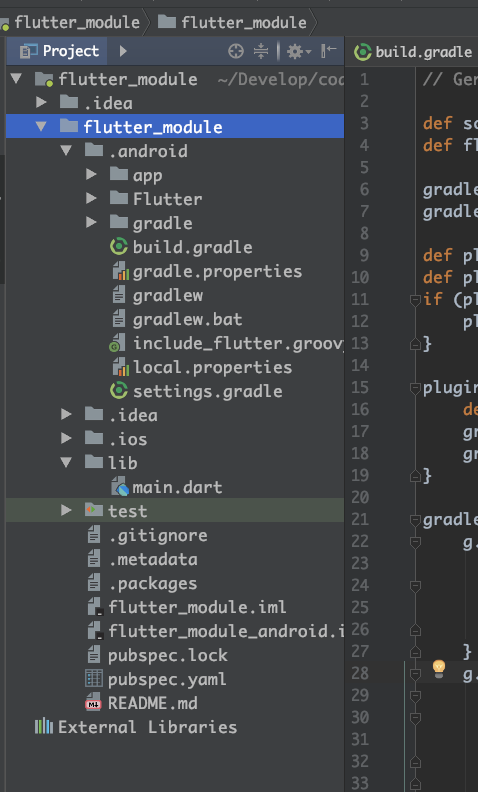 flutter_module flutter_module
Project build.gradle
flutter_module ~/Develop/cod
.idea
flutter_module
.android
app
Flutter
gradle
build.gradle
gradle.properties
gradlew
gradlew.bat
include_flutter.groovy
local.properties
settings.gradle
.idea
.ios
lib
main.dart
test
.gitignore
.metadata
.packages
flutter_module.iml
flutter_module_android.i
pubspec.lock
pubspec.yaml
README.md
External Libraries
1 // Gen
2
3 def sc
4 def fl
5
6 gradle
7 gradle
8
9 def pl
10 def pl
11 if (pl
12 pl
13 }
14
15 plugin
16 de
17 gr
18 gr
19 }
20
21 gradle
22 g.
23
24
25
26
27 }
28 g.
29
30
31
32
33